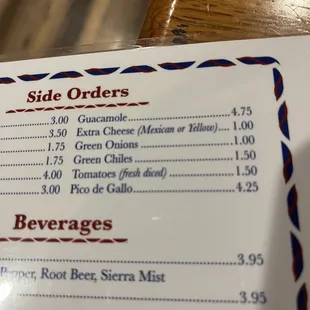 Side Orders
3.00 Guacamole 4.75
3.50 Extra Cheese (Mexican or Yellow) 1.00
1.75 Green Onions 1.00
1.75 Green Chiles 1.50
4.00 Tomatoes (fresh diced) 1.50
3.00 Pico de Gallo 4.25
Beverages
3.95
Pepper, Root Beer, Sierra Mist
3.95